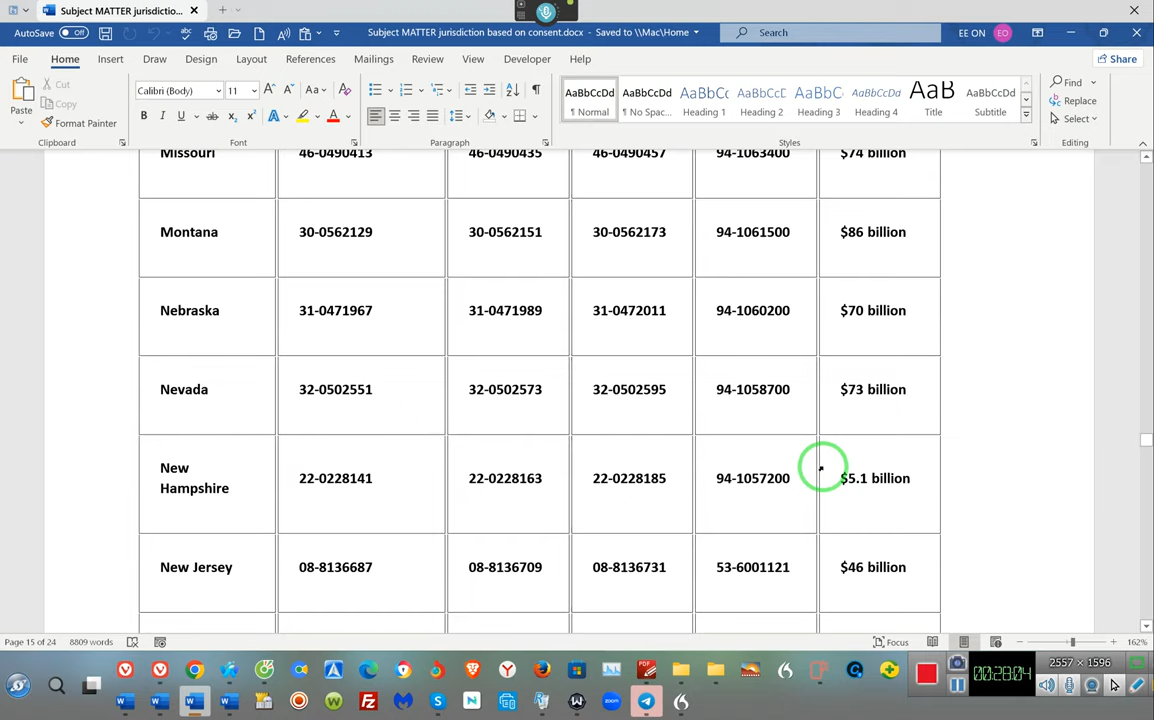 Subject MATTER jurisdictio...
AutoSave Off
Subject MATTER jurisdiction based on consent.docx - Saved to \\Mac\Home
Search
EE ON
EO
File Home Insert Draw Design Layout References Mailings Review View Developer Help
Share
Paste
Cut
Copy
Format Painter
Calibri (Body) 11
AaBbCcDd AaBbCcDd AaBbCc AaBbCcD AaBbC AaBbCcDd AaB AaBbCcDd
¶ Normal ¶ No Spac... Heading 1 Heading 2 Heading 3 Heading 4 Title Subtitle
Find
Replace
Select
Clipboard Font Paragraph Styles Editing
Missouri 46-0490413 46-0490435 46-0490457 94-1063400 $74 billion
Montana 30-0562129 30-0562151 30-0562173 94-1061500 $86 billion
Nebraska 31-0471967 31-0471989 31-0472011 94-1060200 $70 billion
Nevada 32-0502551 32-0502573 32-0502595 94-1058700 $73 billion
New
Hampshire 22-0228141 22-0228163 22-0228185 94-1057200 $5.1 billion
New Jersey 08-8136687 08-8136709 08-8136731 53-6001121 $46 billion
Page 15 of 24 8809 words
Focus
162%
00:28:04
2557 x 1596